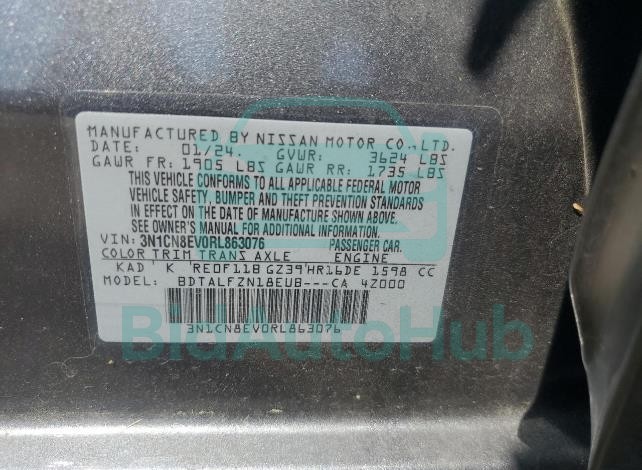 MANUFACTURED BY NISSAN MOTOR CO.,LTD.
DATE: 01/24. GVWR: 3624 LBS
GAWR FR: 1905 LBS GAWR RR: 1735 LBS
THIS VEHICLE CONFORMS TO ALL APPLICABLE FEDERAL MOTOR
VEHICLE SAFETY, BUMPER AND THEFT PREVENTION STANDARDS
IN EFFECT ON THE DATE OF MANUFACTURE SHOWN ABOVE.
SEE OWNER'S MANUAL FOR ADDITIONAL INFORMATION.
VIN: 3N1CN8EV0RL863076 PASSENGER CAR.
COLOR TRIM TRANS AXLE ENGINE
KAD K RE0F11B GZ39 HR16DE 1598 CC
MODEL: BDTALFZN18EUB---CA 4Z000
3N1CN8EV0RL863076
BidAutoHub